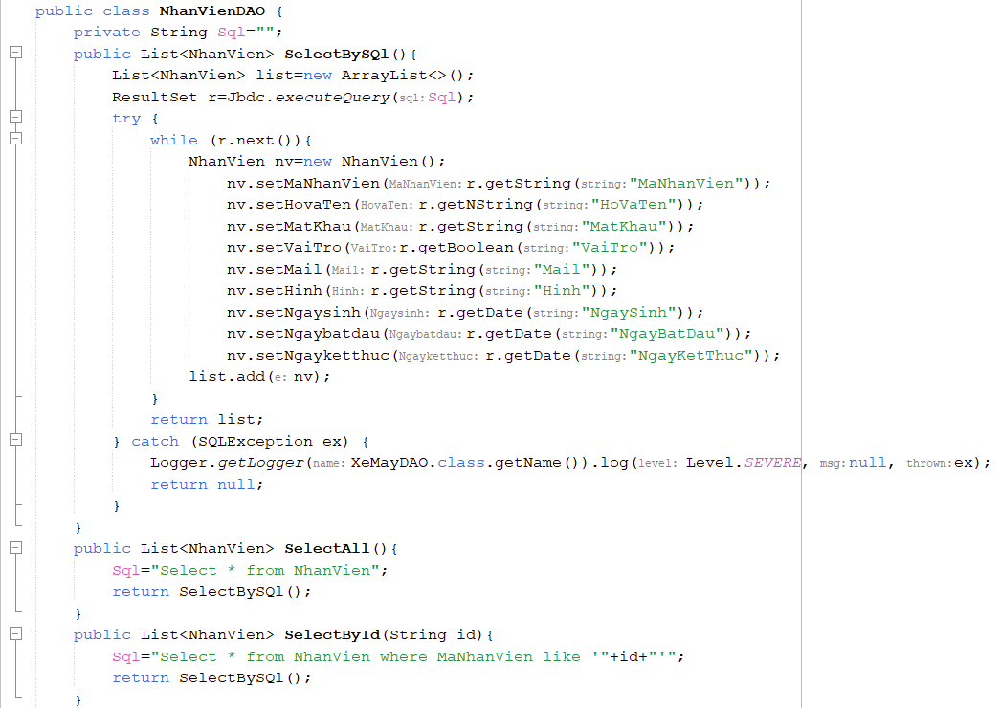 public class NhanVienDAO {
    private String Sql="";
    public List<NhanVien> SelectBySQl(){
        List<NhanVien> list=new ArrayList<>();
        ResultSet r=Jbdc.executeQuery(sql: Sql);
        try {
            while (r.next()){
                NhanVien nv=new NhanVien();
                    nv.setMaNhanVien(MaNhanVien: r.getString(string: "MaNhanVien"));
                    nv.setHovaTen(HovaTen: r.getNString(string: "HoVaTen"));
                    nv.setMatKhau(MatKhau: r.getString(string: "MatKhau"));
                    nv.setVaiTro(VaiTro: r.getBoolean(string: "VaiTro"));
                    nv.setMail(Mail: r.getString(string: "Mail"));
                    nv.setHinh(Hinh: r.getString(string: "Hinh"));
                    nv.setNgaysinh(Ngaysinh: r.getDate(string: "NgaySinh"));
                    nv.setNgaybatdau(Ngaybatdau: r.getDate(string: "NgayBatDau"));
                    nv.setNgayketthuc(Ngayketthuc: r.getDate(string: "NgayKetThuc"));
                list.add(e: nv);
            }
            return list;
        } catch (SQLException ex) {
            Logger.getLogger(name: XeMayDAO.class.getName()).log(level: Level.SEVERE, msg: null, thrown: ex);
            return null;
        }
    }
    public List<NhanVien> SelectAll(){
        Sql="Select * from NhanVien";
        return SelectBySQl();
    }
    public List<NhanVien> SelectById(String id){
        Sql="Select * from NhanVien where MaNhanVien like '"+id+"'";
        return SelectBySQl();
    }